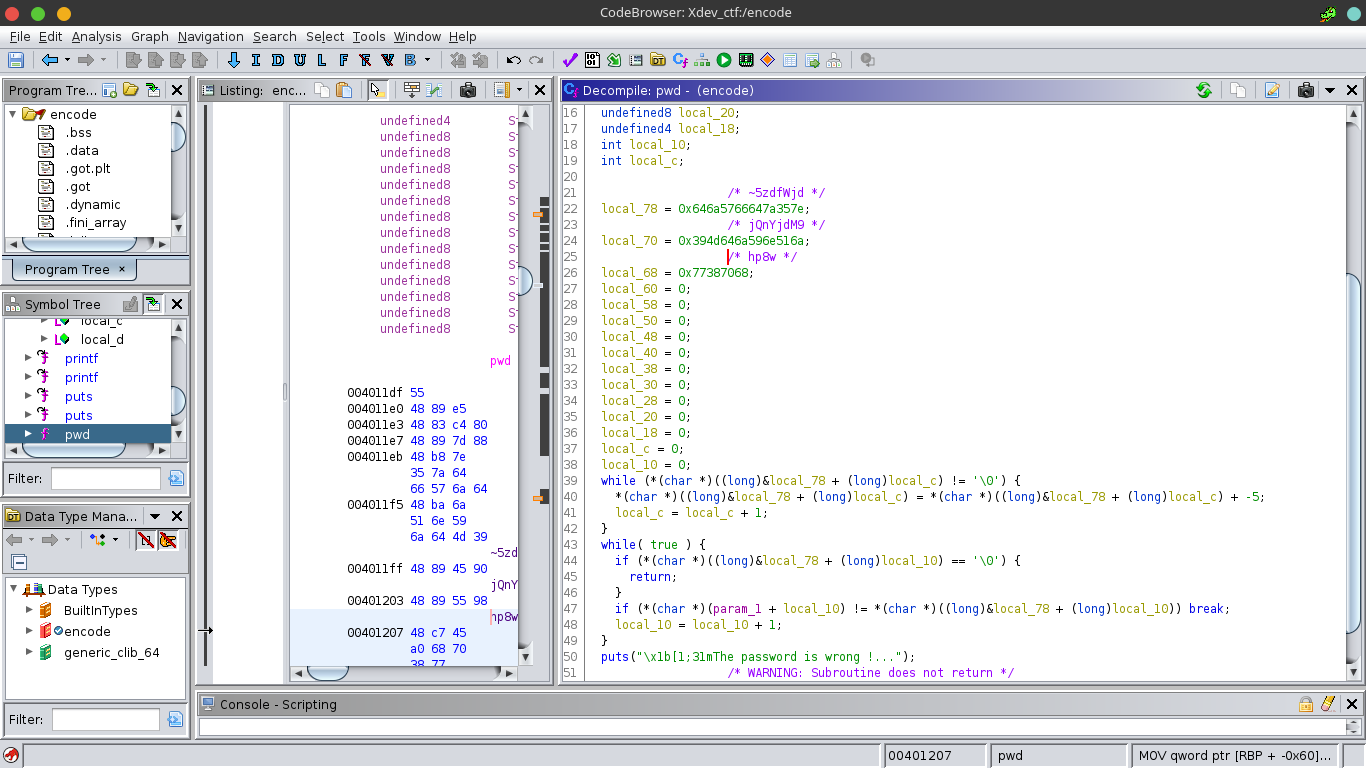 CodeBrowser: Xdev_ctf:/encode
File Edit Analysis Graph Navigation Search Select Tools Window Help
I D U L F R V B
Program Tre...
encode
.bss
.data
.got.plt
.got
.dynamic
.fini_array
Program Tree ×
Symbol Tree
local_c
local_d
printf
printf
puts
puts
pwd
Filter:
Data Type Mana...
Data Types
BuiltInTypes
encode
generic_clib_64
Filter:
Listing: enc...
undefined4 St
undefined8 St
undefined8 St
undefined8 St
undefined8 St
undefined8 St
undefined8 St
undefined8 St
undefined8 St
undefined8 St
undefined8 St
undefined8 St
undefined8 St
undefined8 St
pwd
004011df 55
004011e0 48 89 e5
004011e3 48 83 c4 80
004011e7 48 89 7d 88
004011eb 48 b8 7e
35 7a 64
66 57 6a 64
004011f5 48 ba 6a
51 6e 59
6a 64 4d 39
~5zd
004011ff 48 89 45 90
jQnY
00401203 48 89 55 98
hp8w
00401207 48 c7 45
a0 68 70
38 77
Decompile: pwd - (encode)
16 undefined8 local_20;
17 undefined4 local_18;
18 int local_10;
19 int local_c;
20
21 /* ~5zdfWjd */
22 local_78 = 0x646a5766647a357e;
23 /* jQnYjdM9 */
24 local_70 = 0x394d646a596e516a;
25 /* hp8w */
26 local_68 = 0x77387068;
27 local_60 = 0;
28 local_58 = 0;
29 local_50 = 0;
30 local_48 = 0;
31 local_40 = 0;
32 local_38 = 0;
33 local_30 = 0;
34 local_28 = 0;
35 local_20 = 0;
36 local_18 = 0;
37 local_c = 0;
38 local_10 = 0;
39 while (*(char *)((long)&local_78 + (long)local_c) != '\0') {
40 *(char *)((long)&local_78 + (long)local_c) = *(char *)((long)&local_78 + (long)local_c) + -5;
41 local_c = local_c + 1;
42 }
43 while( true ) {
44 if (*(char *)((long)&local_78 + (long)local_10) == '\0') {
45 return;
46 }
47 if (*(char *)(param_1 + local_10) != *(char *)((long)&local_78 + (long)local_10)) break;
48 local_10 = local_10 + 1;
49 }
50 puts("\x1b[1;31mThe password is wrong !...");
51 /* WARNING: Subroutine does not return */
Console - Scripting
00401207 pwd MOV qword ptr [RBP + -0x60]...